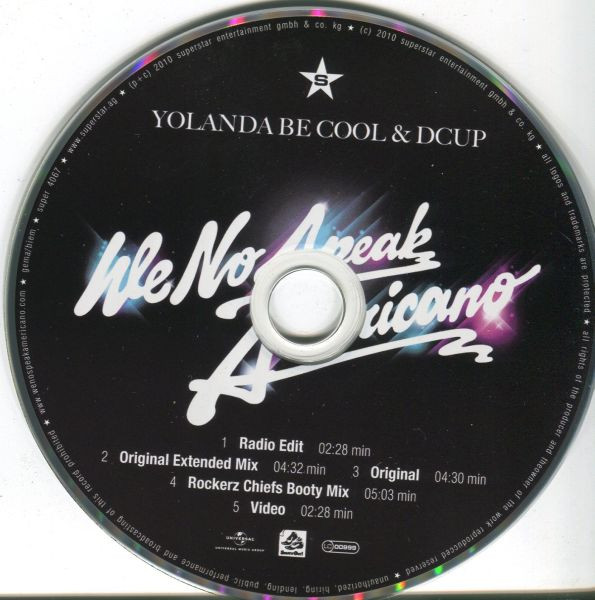 (p+c) 2010 superstar entertainment gmbh & co. kg ★ (c) 2010 superstar entertainment gmbh & co. kg ★ all logos and trademarks are protected ★ all rights of the producer and theowner of the work reproduced reserved ★ unauthorized, hiring, lending, public performance and broadcasting of this record prohibited ★ www.wenospeakamericano.com ★ gema/biem ★ super 4067 ★ www.superstar.ag ★
S
YOLANDA BE COOL & DCUP
We No Speak
Americano
1 Radio Edit 02:28 min
2 Original Extended Mix 04:32 min 3 Original 04:30 min
4 Rockerz Chiefs Booty Mix 05:03 min
5 Video 02:28 min
UNIVERSAL
UNIVERSAL MUSIC GROUP
LC 00999